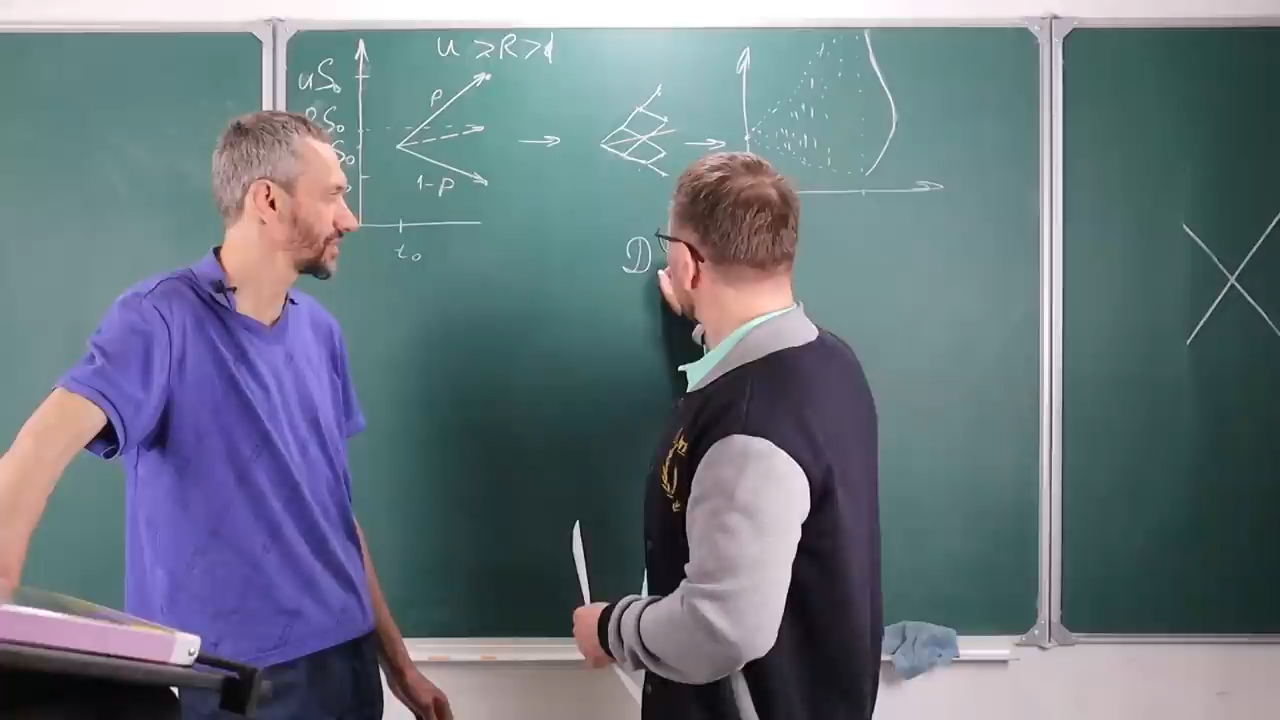 u ≥ R > d
uS₀
P
RS₀
S₀
1-P
t₀
D